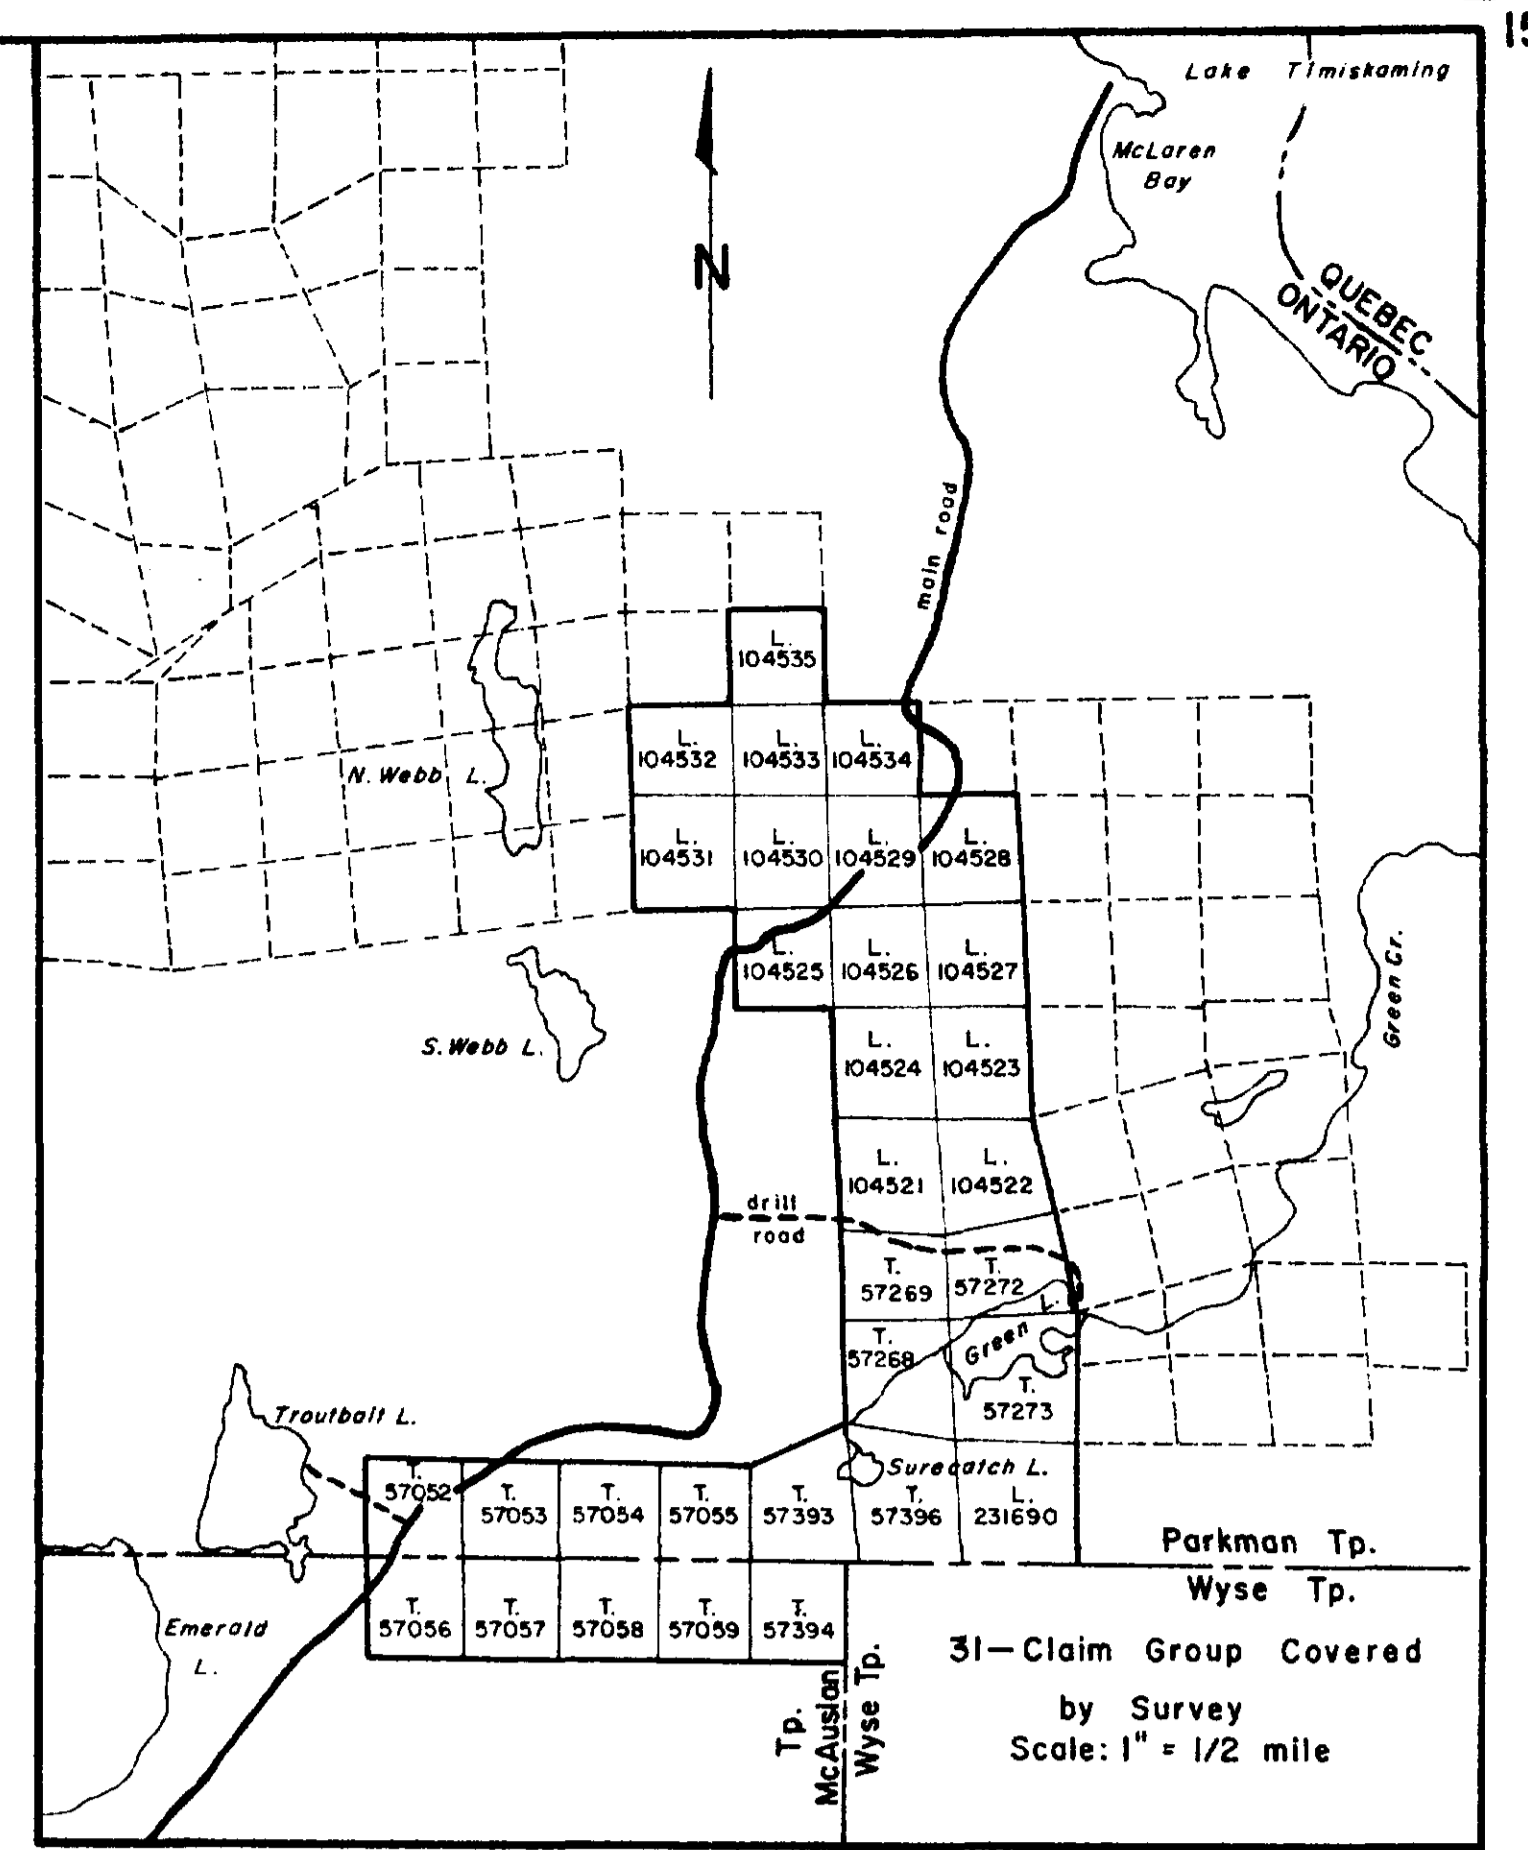 15
Lake Timiskaming
McLaren
Bay
N
QUEBEC
ONTARIO
main road
L.
104535
L.
104532
L.
104533
L.
104534
N. Webb L.
L.
104531
L.
104530
L.
104529
L.
104528
L.
104525
L.
104526
L.
104527
Green Cr.
S. Webb L.
L.
104524
L.
104523
L.
104521
L.
104522
drill
road
T.
57269
T.
57272
Green L.
T.
57268
T.
57273
Troutbait L.
Surecatch L.
T.
57052
T.
57053
T.
57054
T.
57055
T.
57393
T.
57396
L.
231690
Parkman Tp.
Wyse Tp.
Emerald
L.
T.
57056
T.
57057
T.
57058
T.
57059
T.
57394
Tp.
McAuslan
Wyse Tp.
31-Claim Group Covered
by Survey
Scale: 1" = 1/2 mile